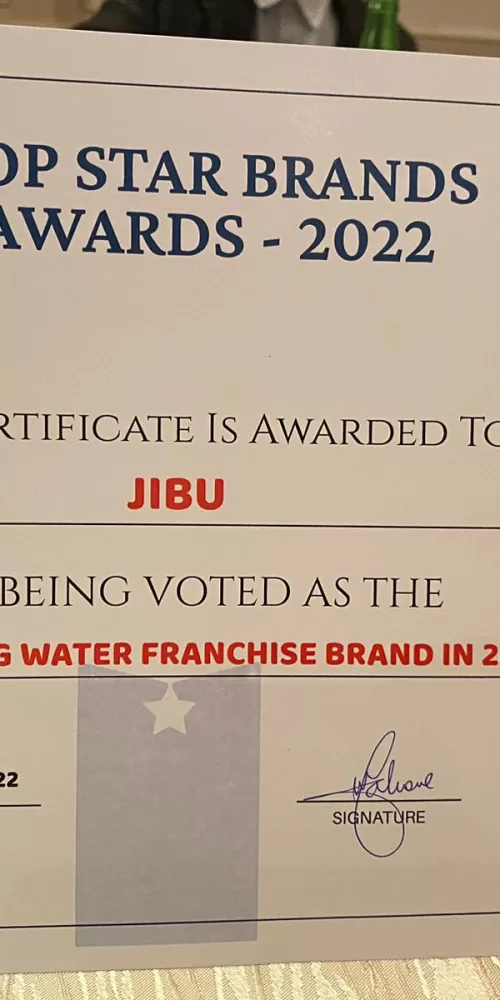 OP STAR BRANDS
AWARDS - 2022
RTIFICATE IS AWARDED TO
JIBU
BEING VOTED AS THE
G WATER FRANCHISE BRAND IN 2
22
SIGNATURE